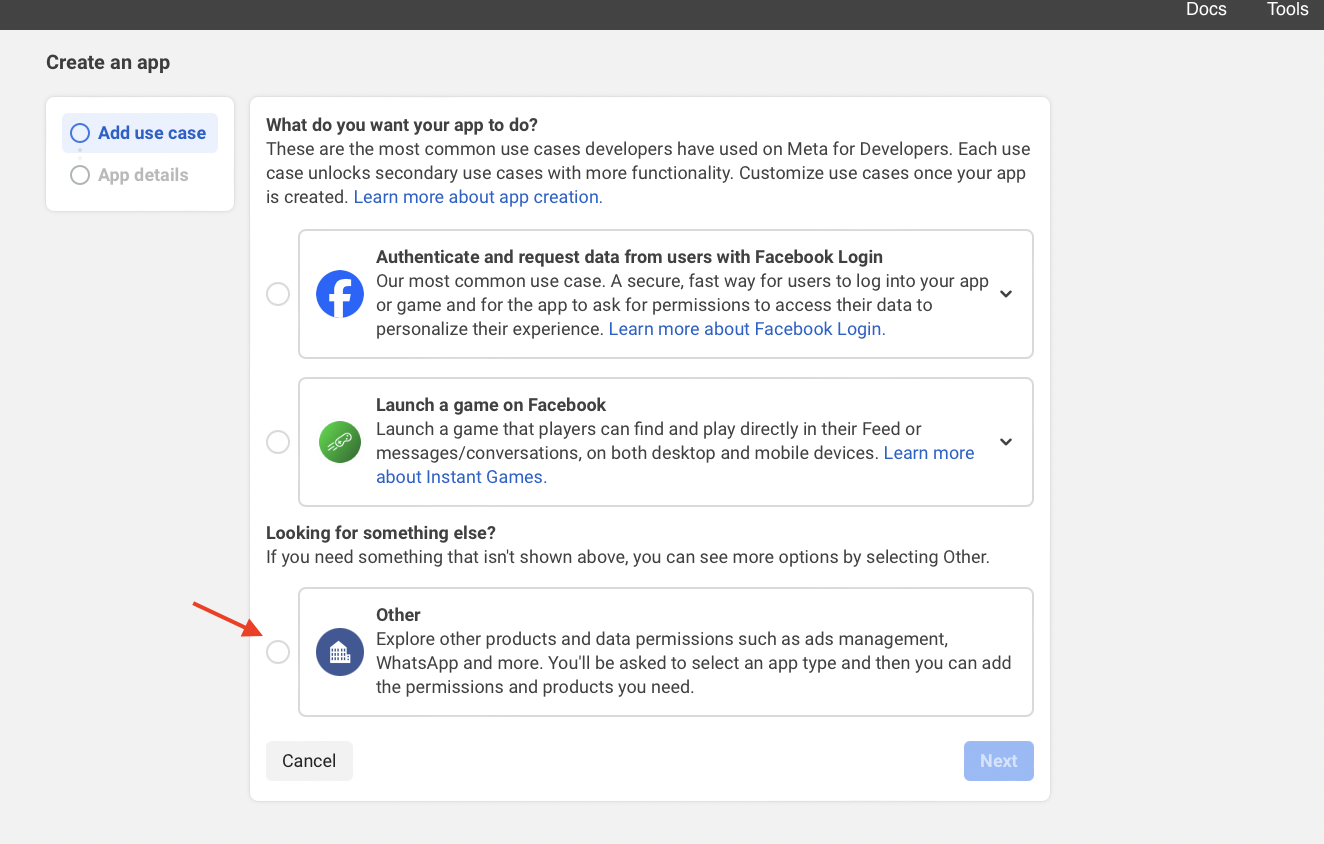 Docs Tools
Create an app
Add use case
App details
What do you want your app to do?
These are the most common use cases developers have used on Meta for Developers. Each use
case unlocks secondary use cases with more functionality. Customize use cases once your app
is created. Learn more about app creation.
Authenticate and request data from users with Facebook Login
Our most common use case. A secure, fast way for users to log into your app
or game and for the app to ask for permissions to access their data to
personalize their experience. Learn more about Facebook Login.
Launch a game on Facebook
Launch a game that players can find and play directly in their Feed or
messages/conversations, on both desktop and mobile devices. Learn more
about Instant Games.
Looking for something else?
If you need something that isn't shown above, you can see more options by selecting Other.
Other
Explore other products and data permissions such as ads management,
WhatsApp and more. You'll be asked to select an app type and then you can add
the permissions and products you need.
Cancel
Next